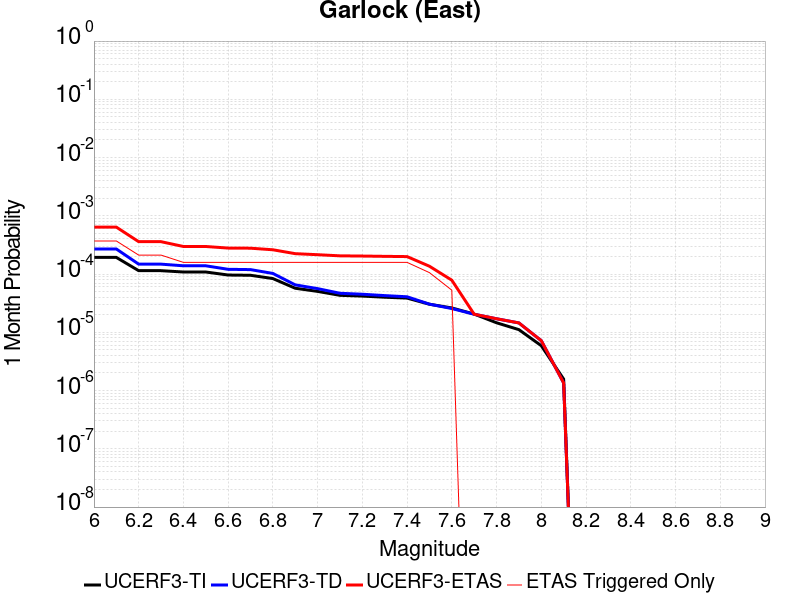 Garlock (East)
1 Month Probability
10^0
10^-1
10^-2
10^-3
10^-4
10^-5
10^-6
10^-7
10^-8
6 6.2 6.4 6.6 6.8 7 7.2 7.4 7.6 7.8 8 8.2 8.4 8.6 8.8 9
Magnitude
UCERF3-TI UCERF3-TD UCERF3-ETAS ETAS Triggered Only